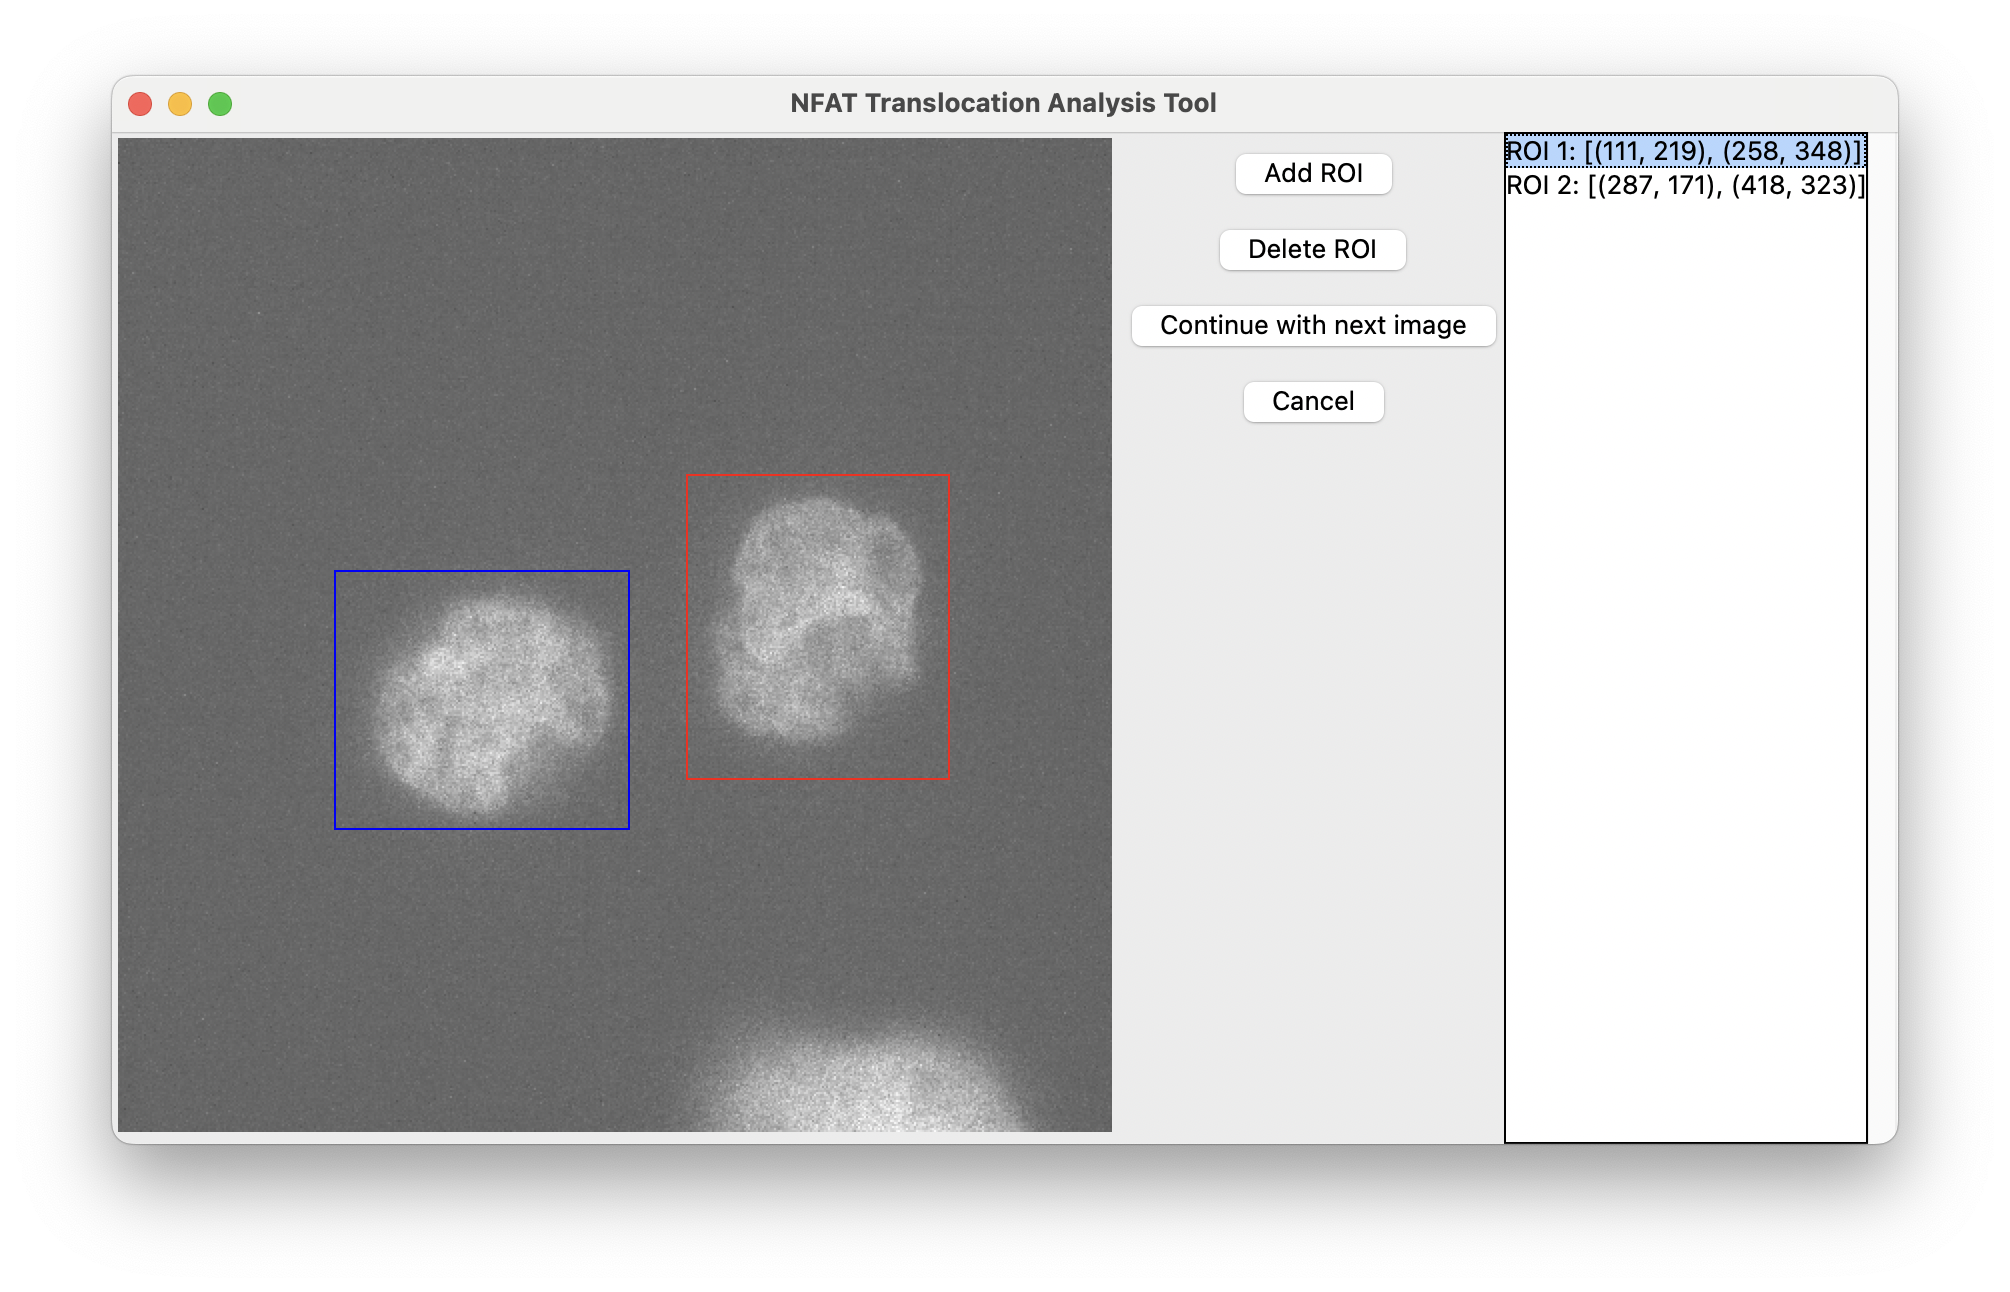 NFAT Translocation Analysis Tool
Add ROI
Delete ROI
Continue with next image
Cancel
ROI 1: [(111, 219), (258, 348)]
ROI 2: [(287, 171), (418, 323)]